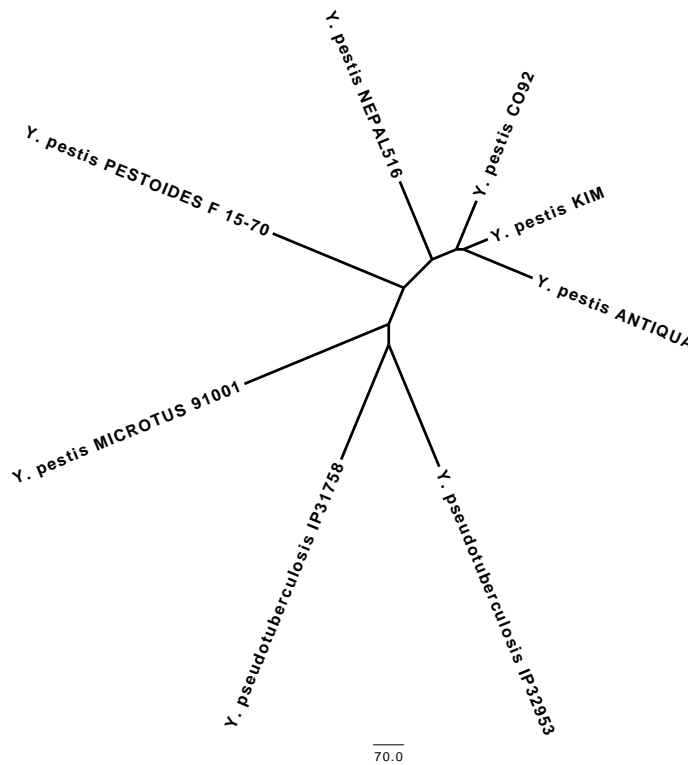 Y. pestis NEPAL516
Y. pestis CO92
Y. pestis PESTOIDES F 15-70
Y. pestis KIM
Y. pestis ANTIQUA
Y. pestis MICROTUS 91001
Y. pseudotuberculosis IP31758
Y. pseudotuberculosis IP32953
70.0